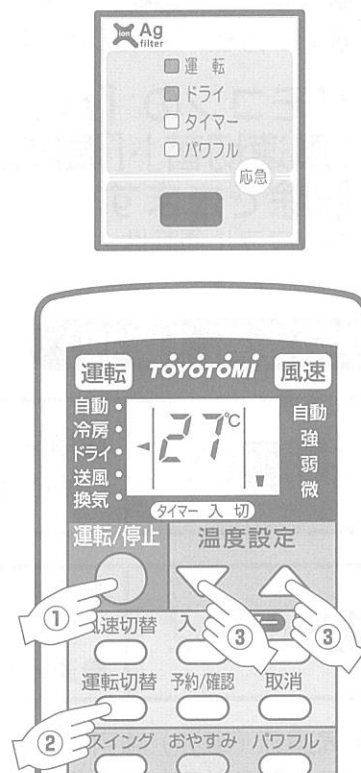 ion Ag
filter
運 転
ドライ
タイマー
パワフル
応急
運転 TOYOTOMI 風速
自動
冷房
ドライ
送風
換気
27℃
自動
強
弱
微
タイマー 入 切
運転/停止 温度設定
① ③ ③
速切替 入
運転切替 予約/確認 取消
②
スイング おやすみ パワフル